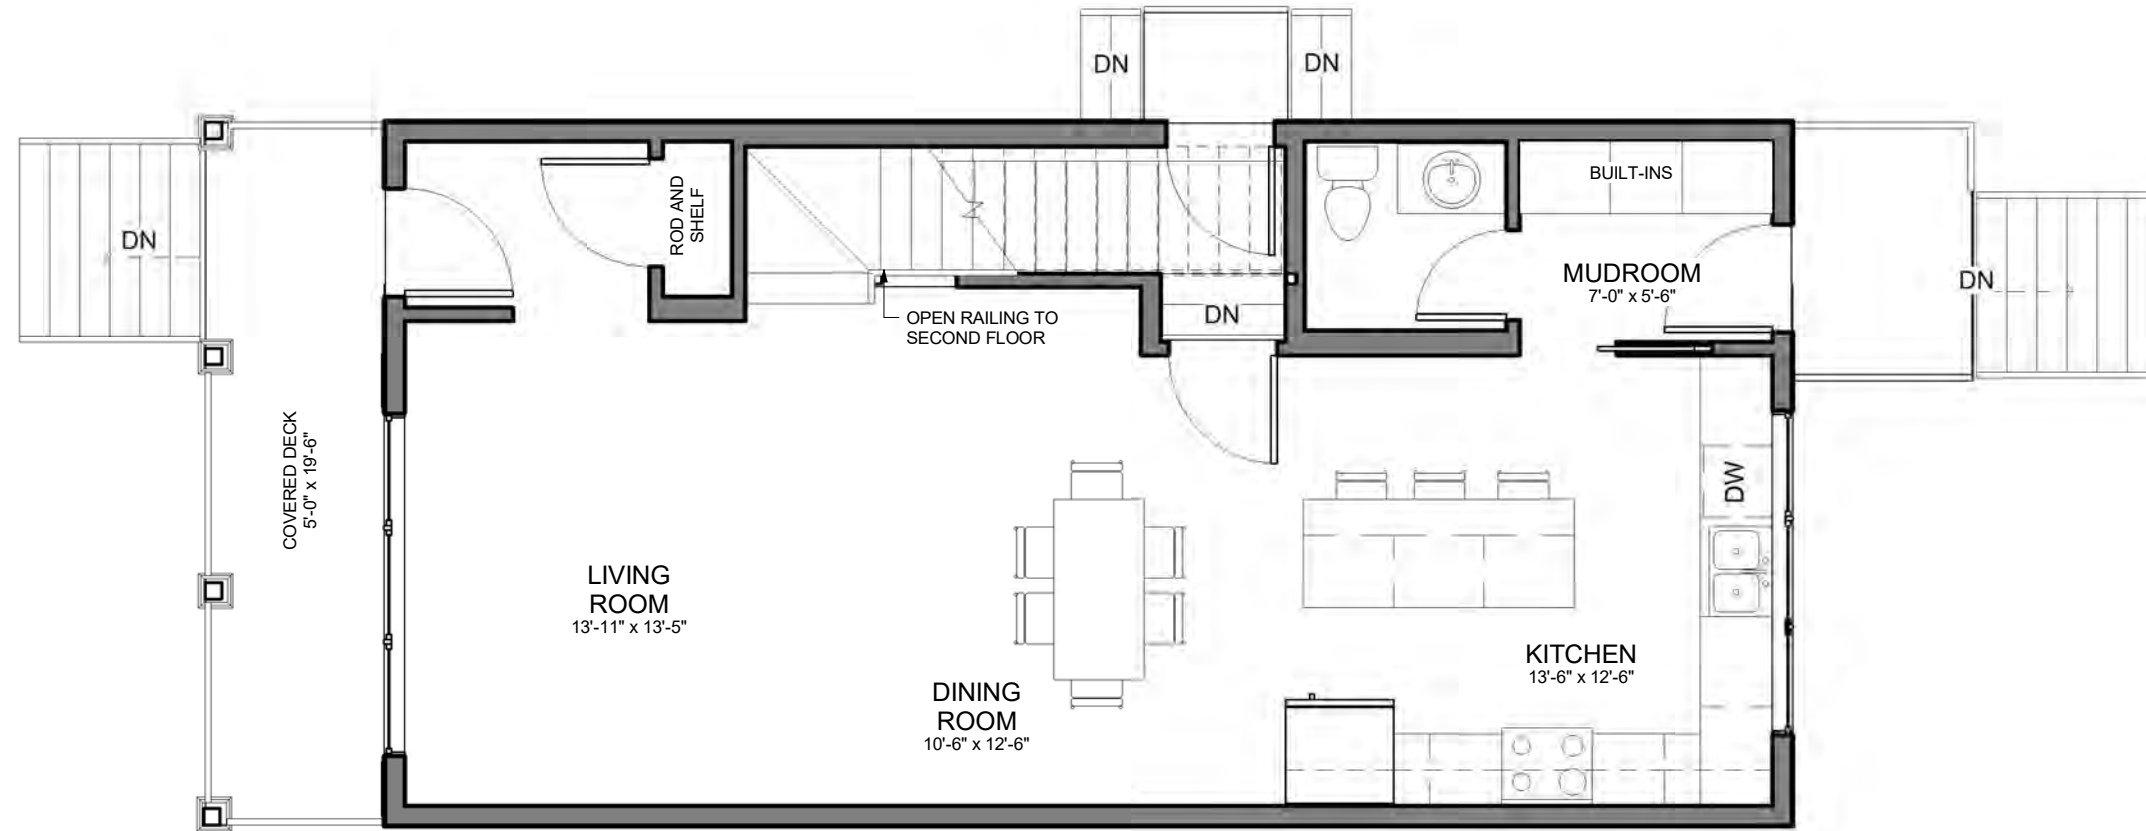 DN
DN
DN
ROD AND
SHELF
BUILT-INS
MUDROOM
7'-0" x 5'-6"
DN
OPEN RAILING TO
SECOND FLOOR
DN
COVERED DECK
5'-0" x 19'-6"
DW
LIVING
ROOM
13'-11" x 13'-5"
DINING
ROOM
10'-6" x 12'-6"
KITCHEN
13'-6" x 12'-6"